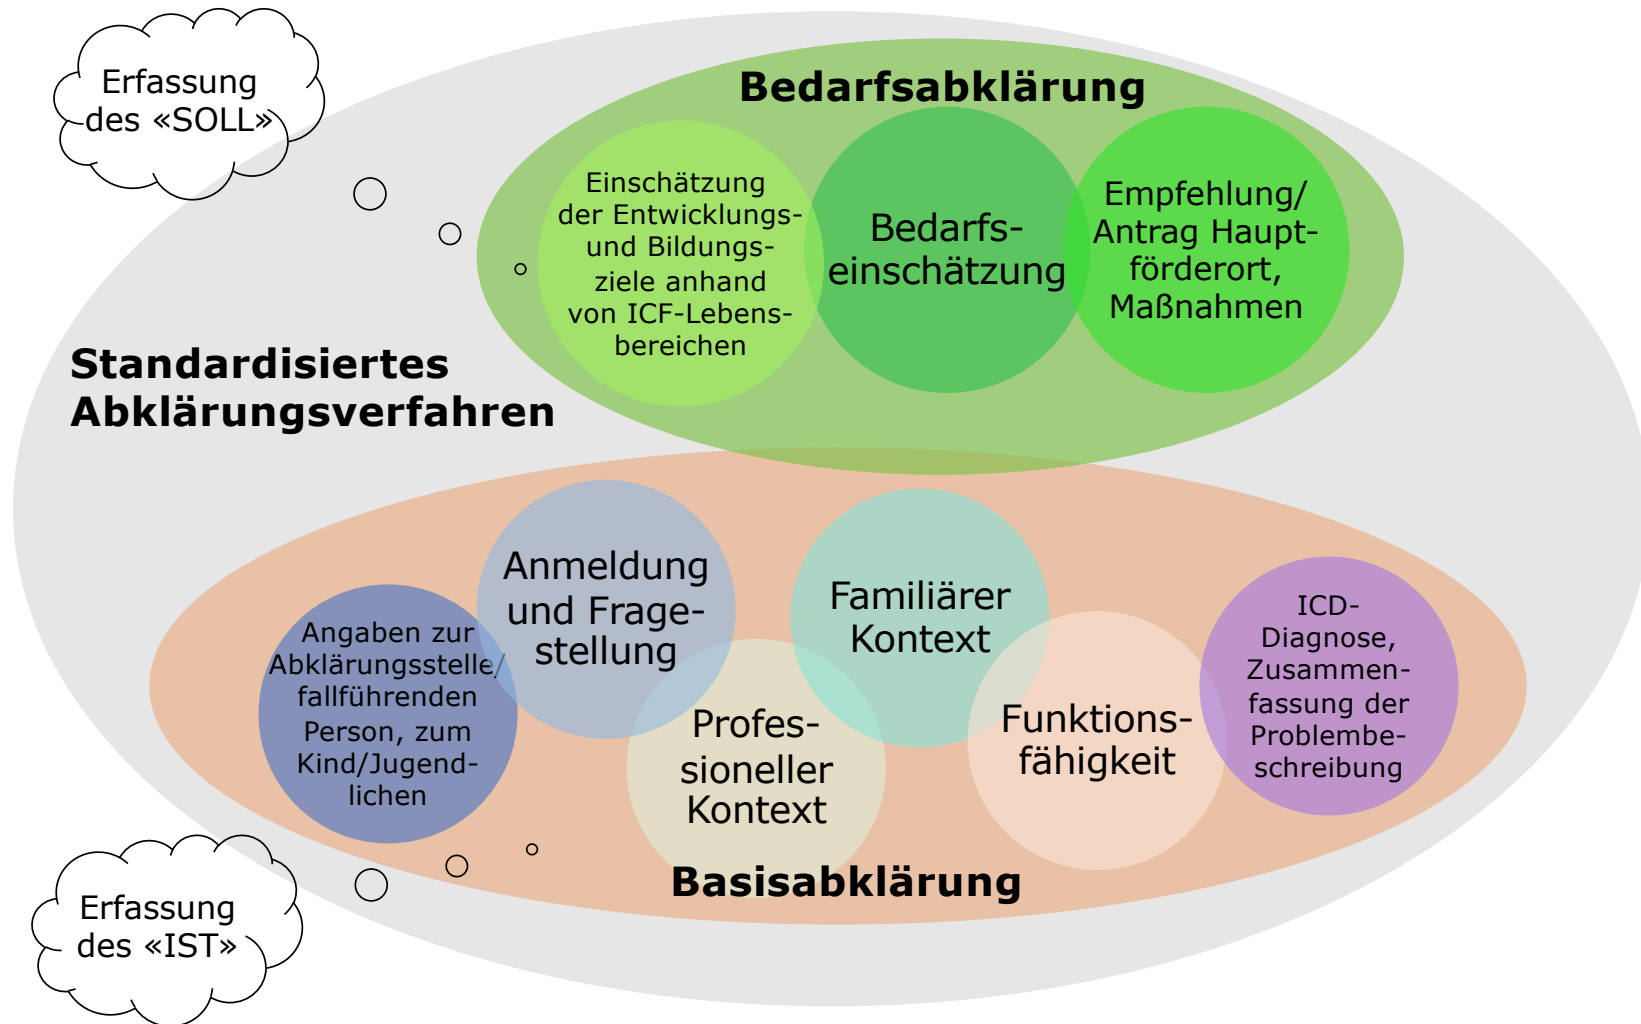 Erfassung
des «SOLL»
Bedarfsabklärung
Einschätzung
der Entwicklungs-
und Bildungs-
ziele anhand
von ICF-Lebens-
bereichen
Bedarfs-
einschätzung
Empfehlung/
Antrag Haupt-
förderort,
Maßnahmen
Standardisiertes
Abklärungsverfahren
Angaben zur
Abklärungsstelle/
fallführenden
Person, zum
Kind/Jugend-
lichen
Anmeldung
und Frage-
stellung
Profes-
sioneller
Kontext
Familiärer
Kontext
Funktions-
fähigkeit
ICD-
Diagnose,
Zusammen-
fassung der
Problembe-
schreibung
Basisabklärung
Erfassung
des «IST»